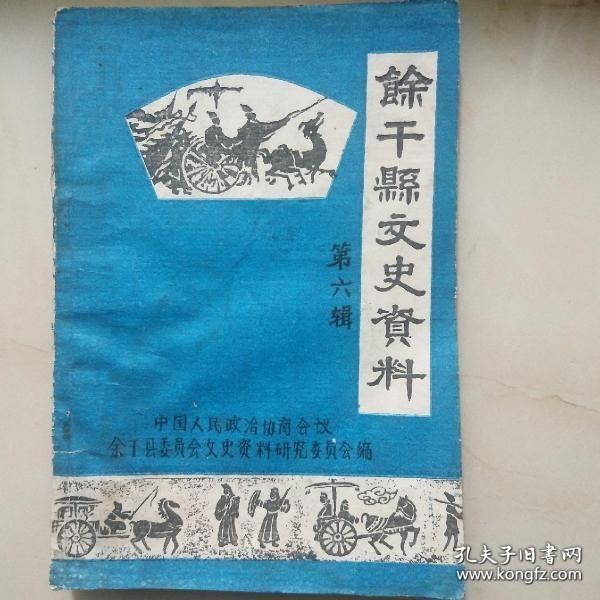 餘干縣文史資料
第六辑
中国人民政治协商会议
余干县委员会文史资料研究委员会编
孔夫子旧书网
www.kongfz.com